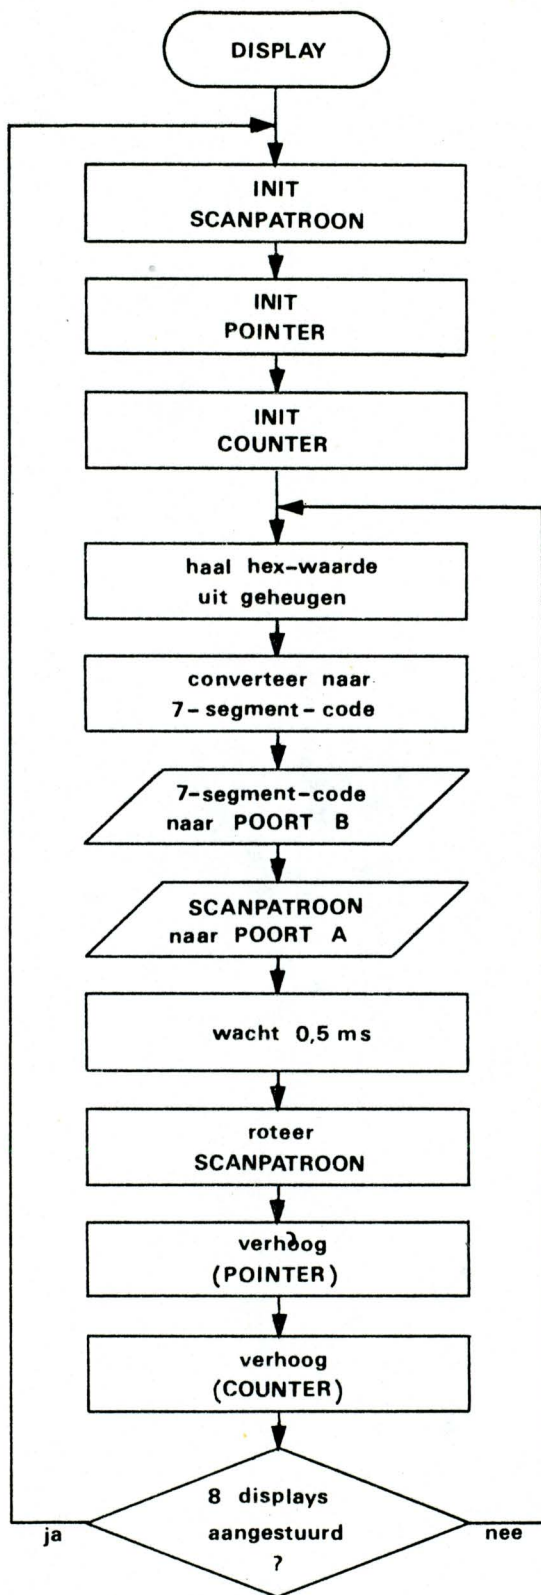 DISPLAY
INIT
SCANPATROON
INIT
POINTER
INIT
COUNTER
haal hex-waarde
uit geheugen
converteer naar
7-segment-code
7-segment-code
naar POORT B
SCANPATROON
naar POORT A
wacht 0,5 ms
roteer
SCANPATROON
verhoog
(POINTER)
verhoog
(COUNTER)
8 displays
ja
aangestuurd
nee
?